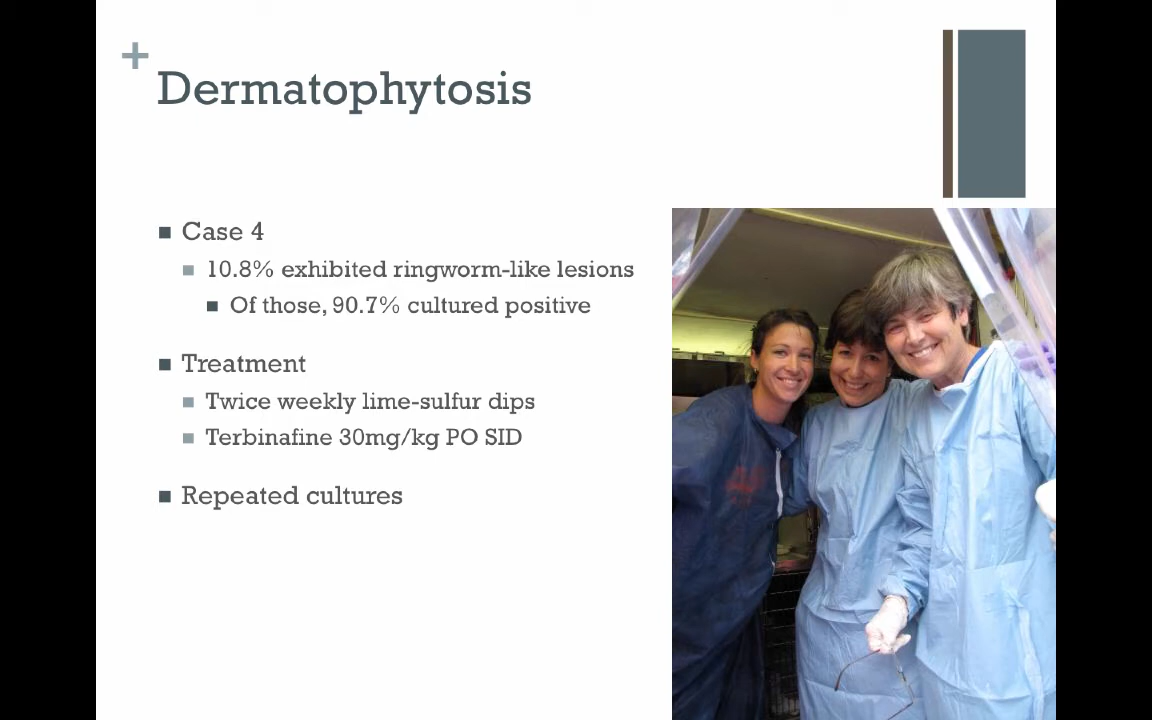 +
Dermatophytosis
Case 4
10.8% exhibited ringworm-like lesions
Of those, 90.7% cultured positive
Treatment
Twice weekly lime-sulfur dips
Terbinafine 30mg/kg PO SID
Repeated cultures